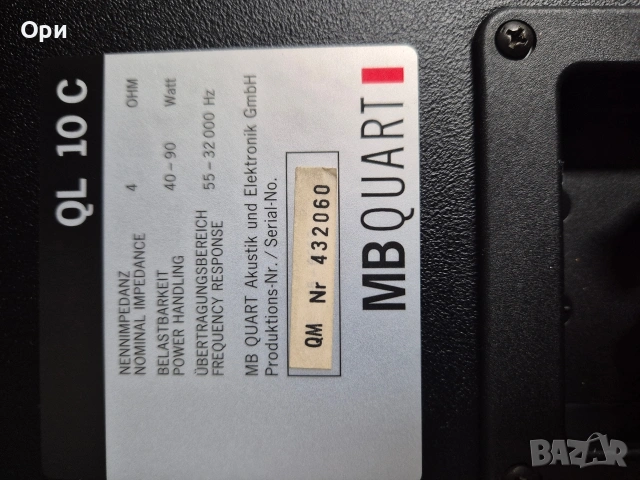 Ори
QL 10 C
NENNIMPEDANZ
NOMINAL IMPEDANCE 4 OHM
BELASTBARKEIT
POWER HANDLING 40–90 Watt
ÜBERTRAGUNGSBEREICH
FREQUENCY RESPONSE 55–32 000 Hz
MB QUART Akustik und Elektronik GmbH
Produktions-Nr. / Serial-No.
QM Nr 432060
MB QUART
BAZAR